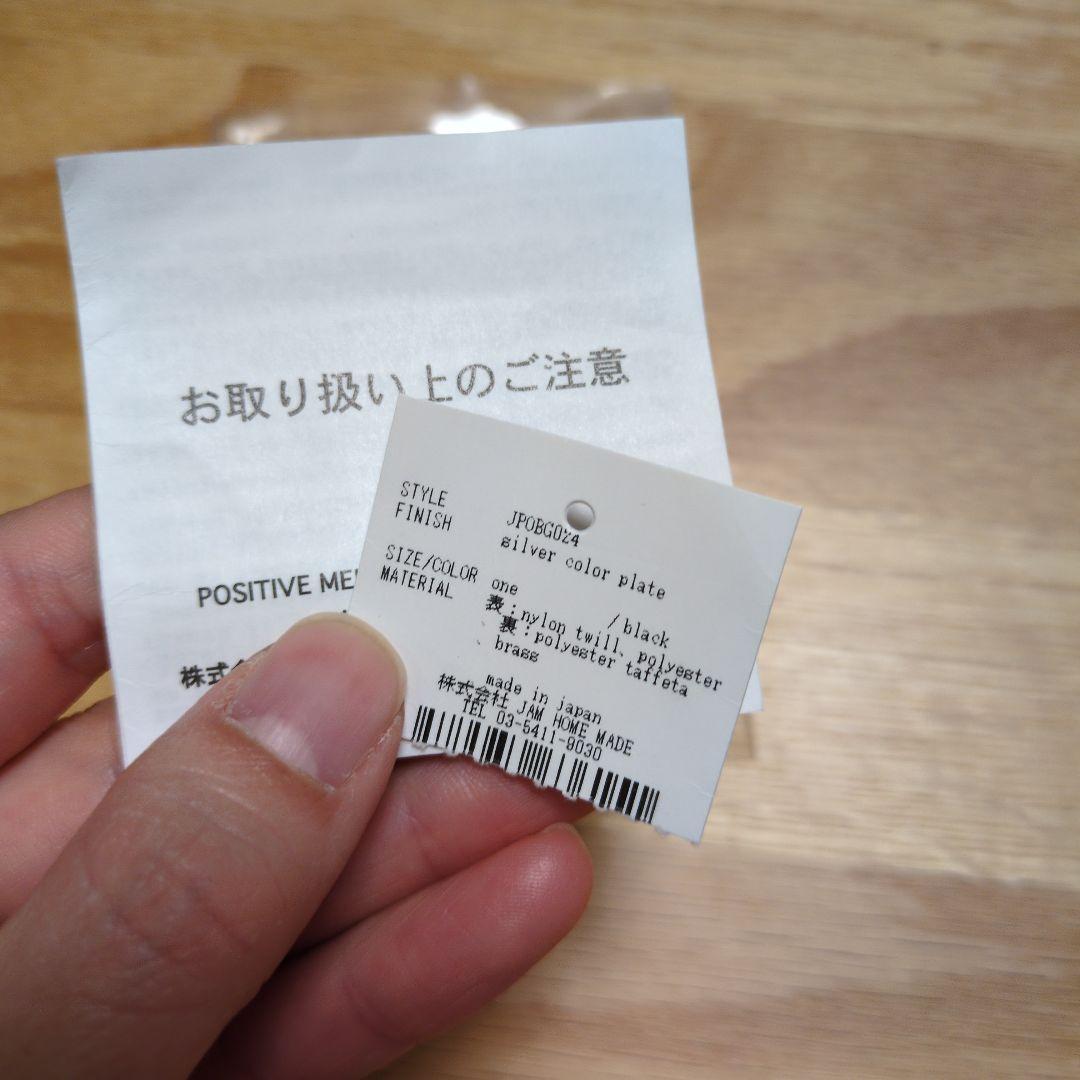 お取り扱い上のご注意
POSITIVE
株式
STYLE JPOBG024
FINISH silver color plate
SIZE/COLOR one / black
MATERIAL 表:nylon twill、polyester
、裏:polyester taffeta
、brass
made in japan
株式会社 JAM HOME MADE
TEL 03-5411-9030